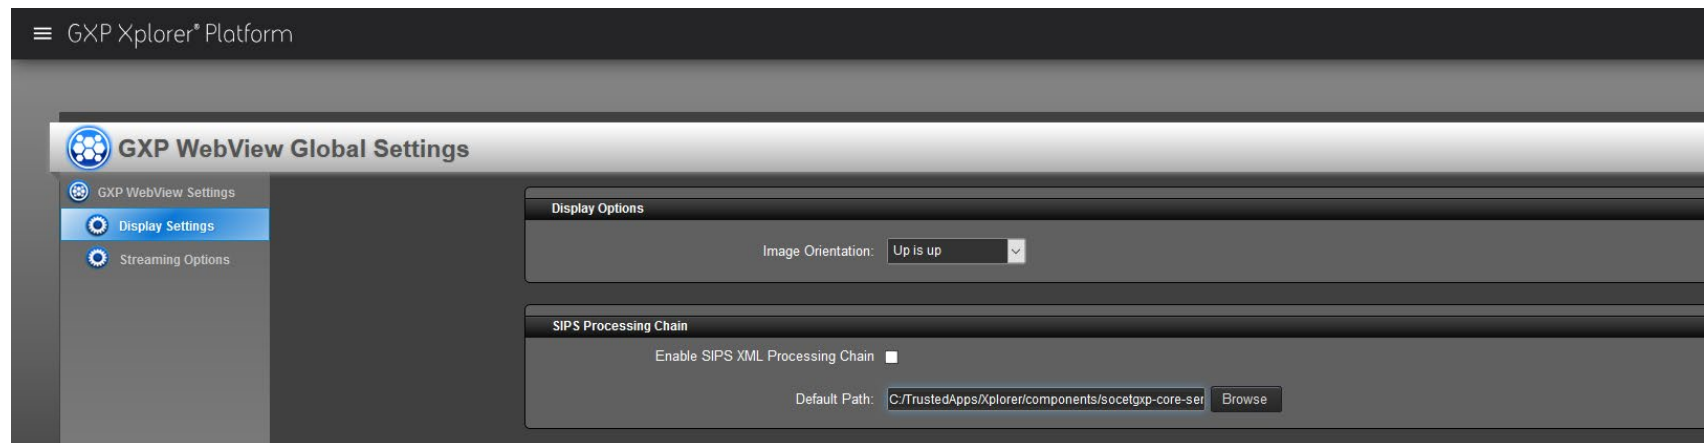 GXP Xplorer® Platform
GXP WebView Global Settings
GXP WebView Settings
Display Settings
Streaming Options
Display Options
Image Orientation: Up is up
SIPS Processing Chain
Enable SIPS XML Processing Chain
Default Path: C:/TrustedApps/Xplorer/components/socetgxp-core-ser Browse